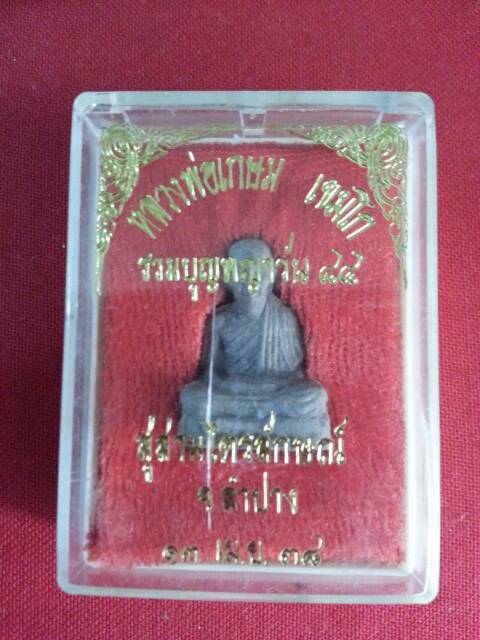 หลวงพ่อเกษม เขมโก
รวมบุญพญาวัน ๘๔
สู่ลานไตรลักษณ์
จ.ลำปาง
๑๓ เม.ย. ๓๘